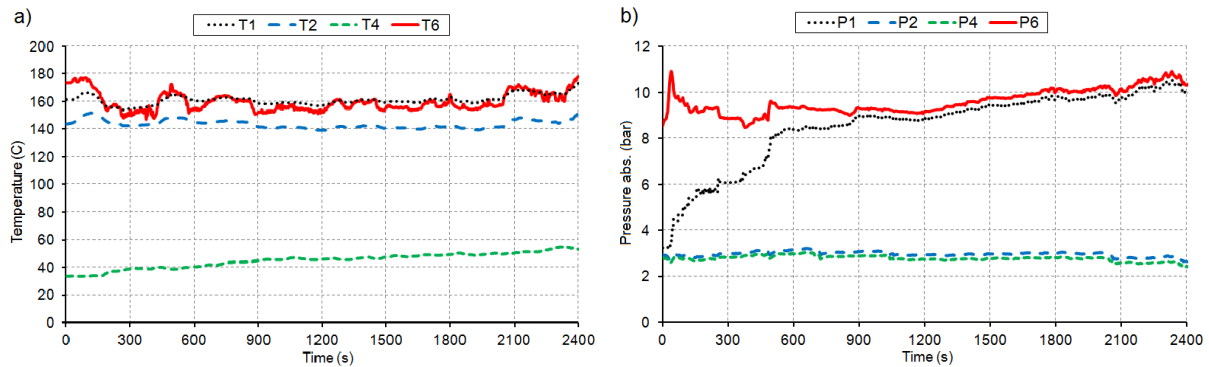 a)
T1 T2 T4 T6
Temperature (C)
200
180
160
140
120
100
80
60
40
20
0
0 300 600 900 1200 1500 1800 2100 2400
Time (s)
b)
P1 P2 P4 P6
Pressure abs. (bar)
12
10
8
6
4
2
0
0 300 600 900 1200 1500 1800 2100 2400
Time (s)